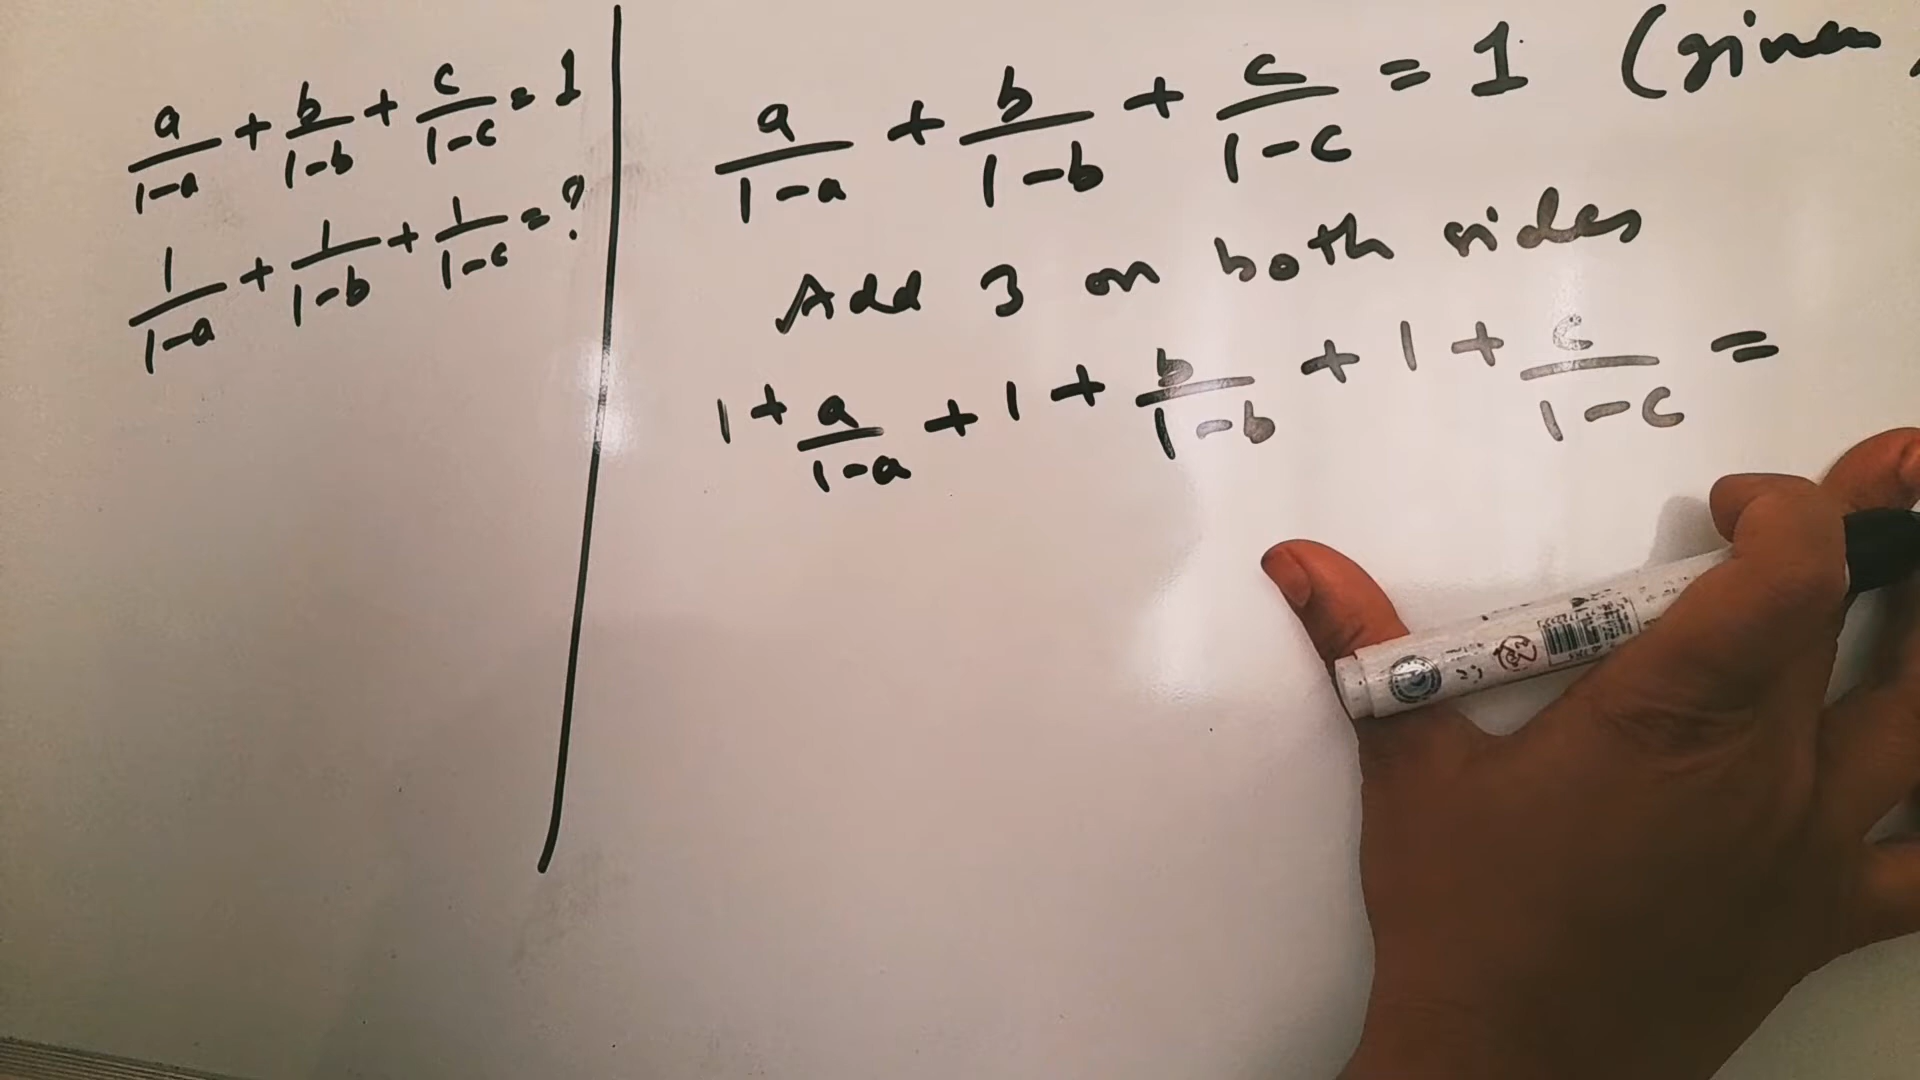 a/(1-a) + b/(1-b) + c/(1-c) = 1
1/(1-a) + 1/(1-b) + 1/(1-c) = ?
a/(1-a) + b/(1-b) + c/(1-c) = 1 (given)
Add 3 on both sides
1 + a/(1-a) + 1 + b/(1-b) + 1 + c/(1-c) =